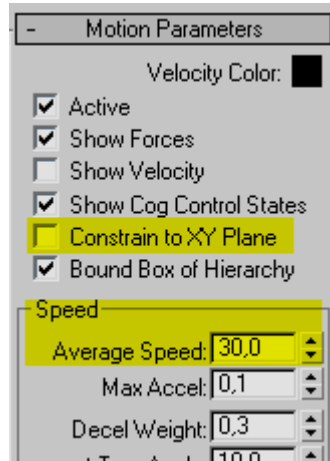 - Motion Parameters
Velocity Color:
Active
Show Forces
Show Velocity
Show Cog Control States
Constrain to XY Plane
Bound Box of Hierarchy
Speed
Average Speed: 30,0
Max Accel: 0,1
Decel Weight: 0,3